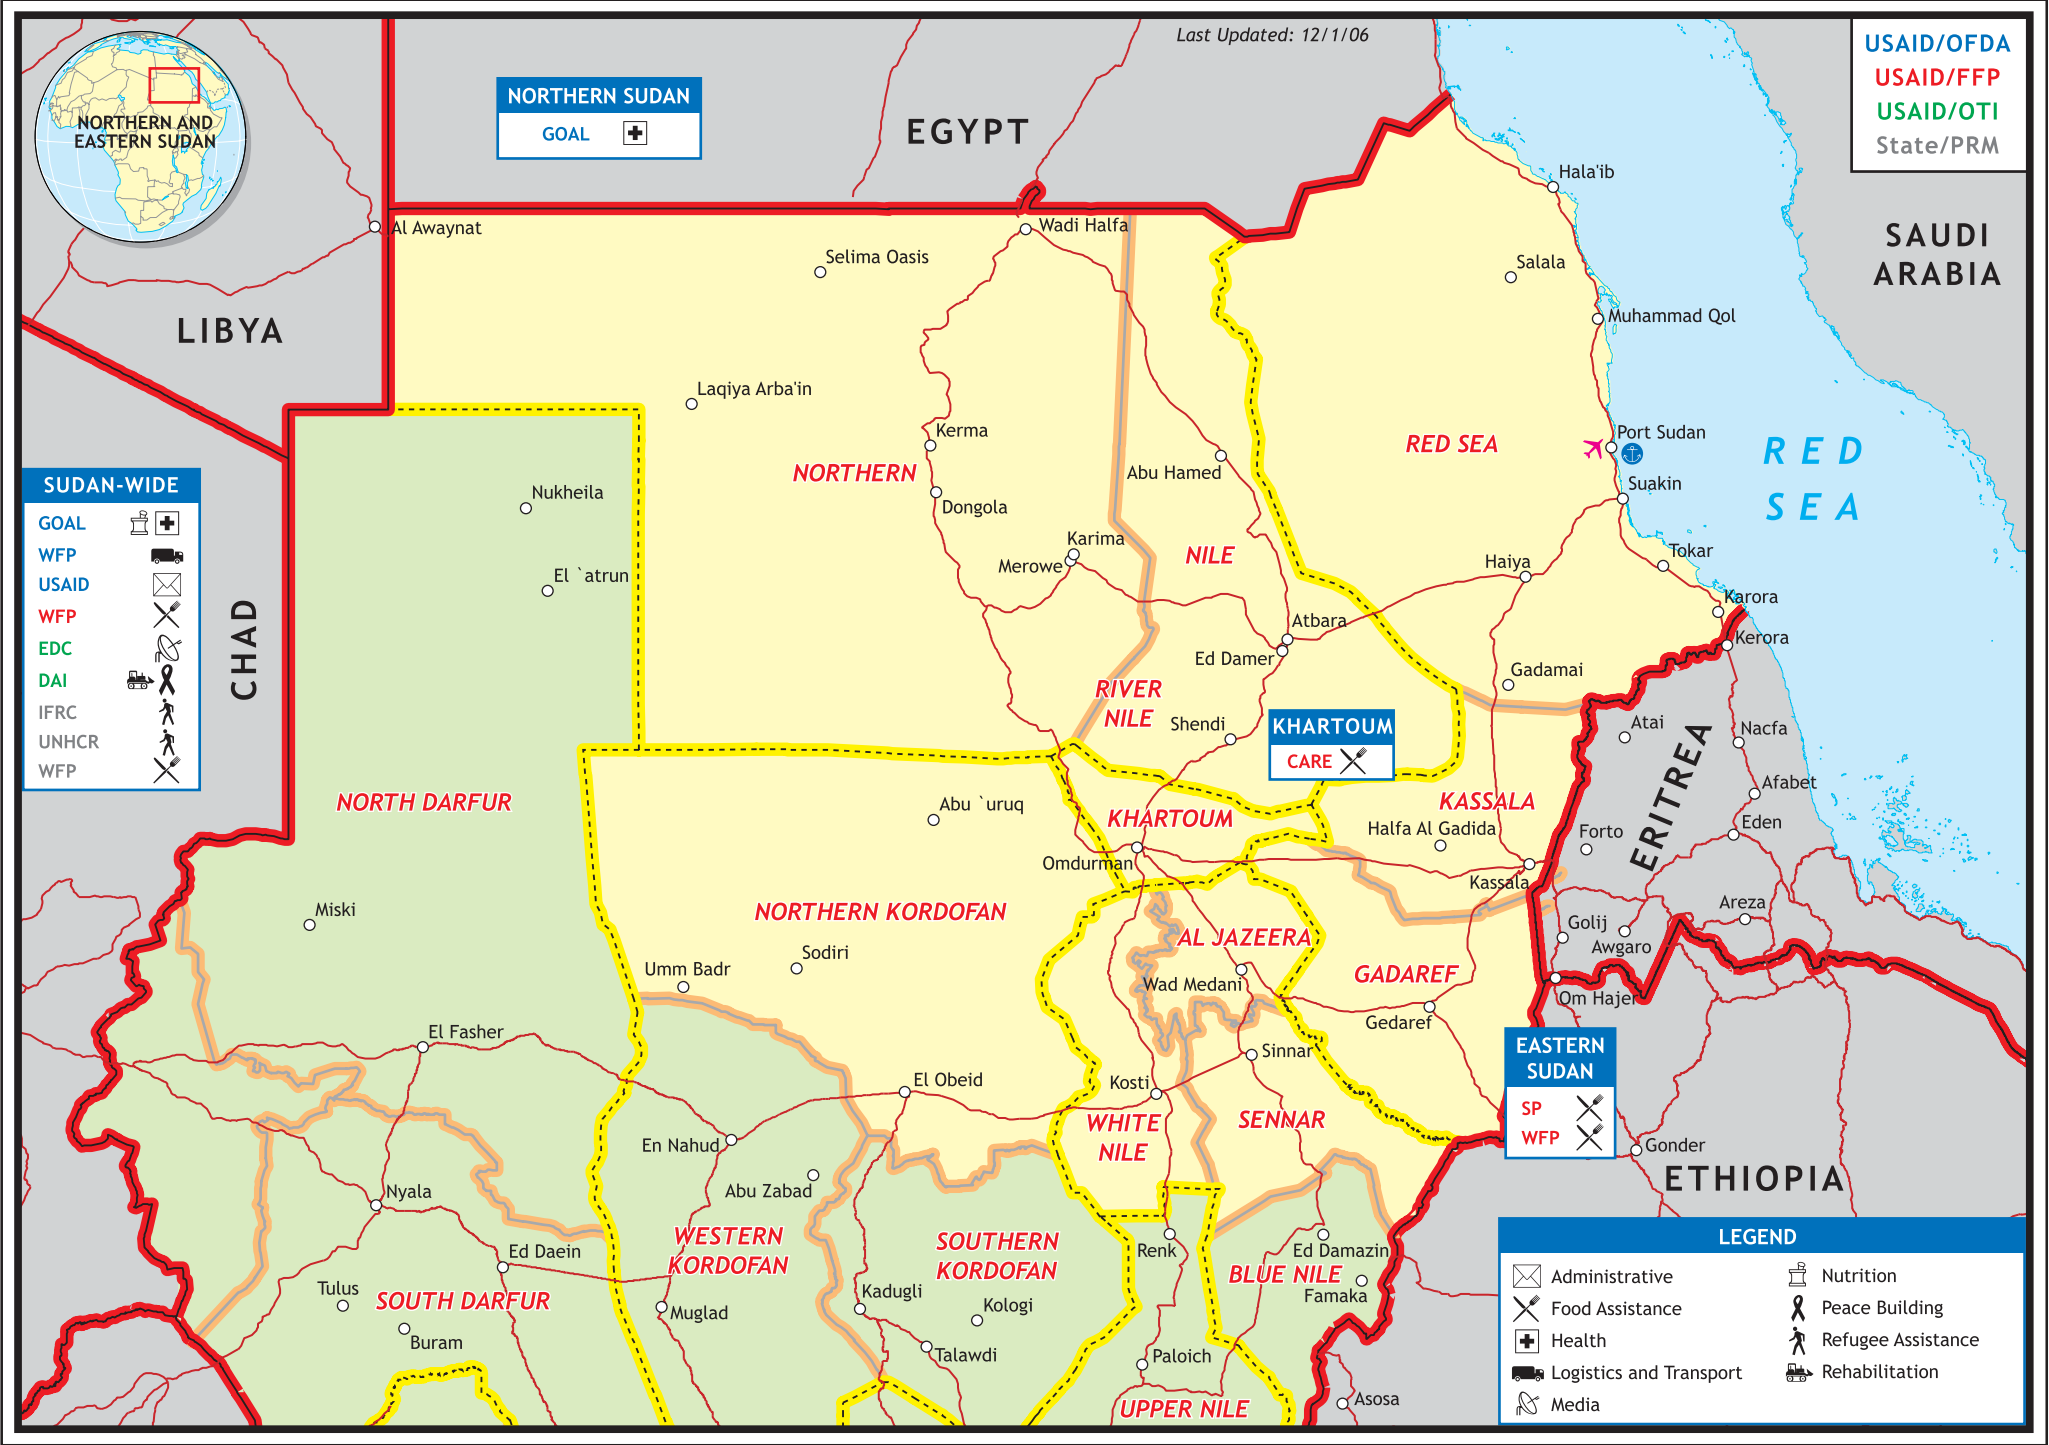 Last Updated: 12/1/06
USAID/OFDA
USAID/FFP
USAID/OTI
State/PRM
NORTHERN AND
EASTERN SUDAN
NORTHERN SUDAN
GOAL
EGYPT
SAUDI
ARABIA
LIBYA
Al Awaynat
Wadi Halfa
Selima Oasis
Hala'ib
Salala
Muhammad Qol
Laqiya Arba'in
Kerma
NORTHERN
Dongola
Abu Hamed
RED SEA
Port Sudan
Suakin
RED
SEA
SUDAN-WIDE
GOAL
WFP
USAID
WFP
EDC
DAI
IFRC
UNHCR
WFP
CHAD
Nukheila
El `atrun
Karima
Merowe
NILE
Haiya
Tokar
Karora
Kerora
Atbara
Ed Damer
Gadamai
RIVER
NILE
Shendi
KHARTOUM
CARE
Atai
Nacfa
Afabet
Eden
ERITREA
NORTH DARFUR
Abu `uruq
KHARTOUM
KASSALA
Halfa Al Gadida
Forto
Omdurman
Kassala
Miski
NORTHERN KORDOFAN
Areza
Golij
Awgaro
AL JAZEERA
Sodiri
Umm Badr
Wad Medani
GADAREF
Om Hajer
Gedaref
El Fasher
Sinnar
El Obeid
Kosti
EASTERN
SUDAN
SP
WFP
WHITE
NILE
SENNAR
En Nahud
Gonder
ETHIOPIA
Abu Zabad
Nyala
WESTERN
KORDOFAN
SOUTHERN
KORDOFAN
Renk
Ed Damazin
BLUE NILE
Famaka
Ed Daein
Tulus
SOUTH DARFUR
Buram
Muglad
Kadugli
Kologi
Talawdi
Paloich
UPPER NILE
Asosa
LEGEND
Administrative
Food Assistance
Health
Logistics and Transport
Media
Nutrition
Peace Building
Refugee Assistance
Rehabilitation